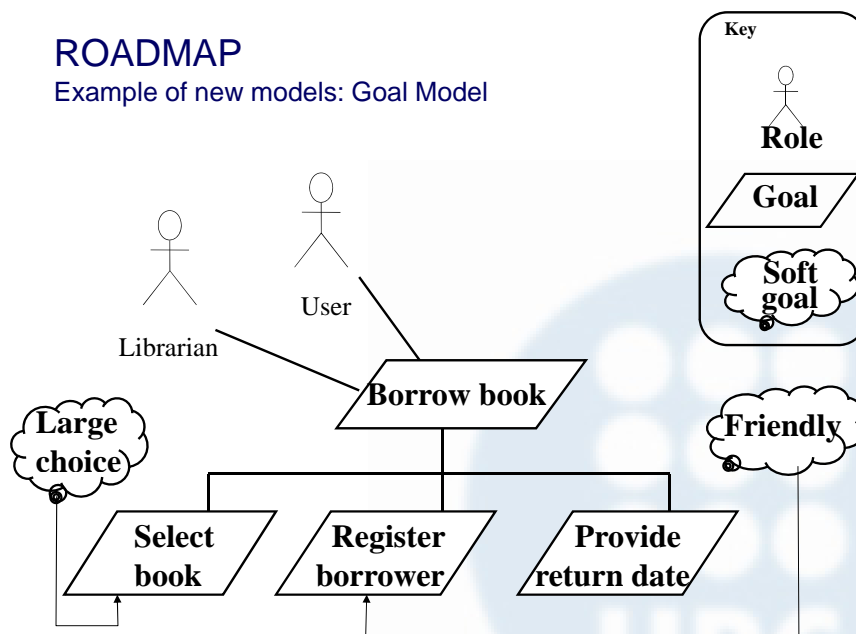 ROADMAP
Example of new models: Goal Model
Key
Role
Goal
Soft
goal
User
Librarian
Borrow book
Large
choice
Friendly
Select
book
Register
borrower
Provide
return date